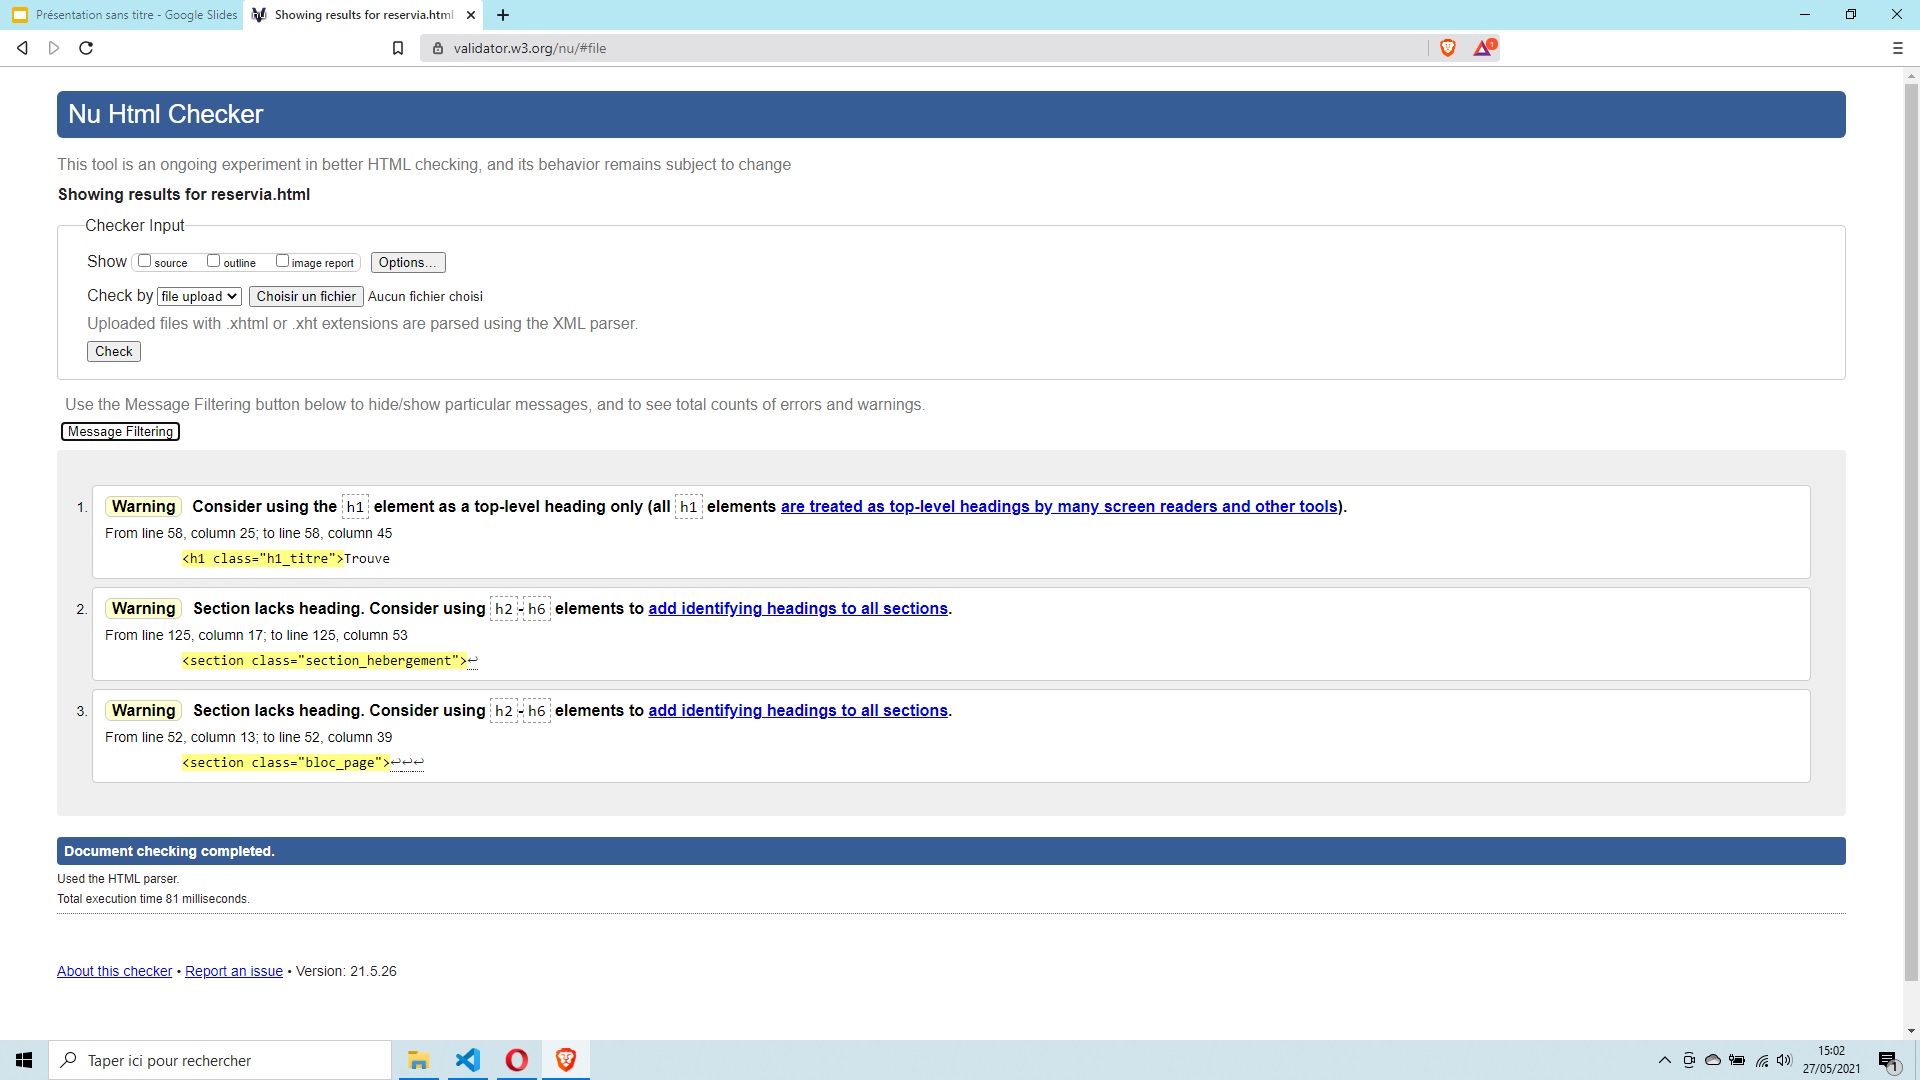 Présentation sans titre - Google Slides
Showing results for reservia.html
validator.w3.org/nu/#file
1
Nu Html Checker
This tool is an ongoing experiment in better HTML checking, and its behavior remains subject to change
Showing results for reservia.html
Checker Input
Show source outline image report Options...
Check by file upload Choisir un fichier Aucun fichier choisi
Uploaded files with .xhtml or .xht extensions are parsed using the XML parser.
Check
Use the Message Filtering button below to hide/show particular messages, and to see total counts of errors and warnings.
Message Filtering
1. Warning Consider using the h1 element as a top-level heading only (all h1 elements are treated as top-level headings by many screen readers and other tools).
From line 58, column 25; to line 58, column 45
<h1 class="h1_titre">Trouve
2. Warning Section lacks heading. Consider using h2-h6 elements to add identifying headings to all sections.
From line 125, column 17; to line 125, column 53
<section class="section_hebergement">↩
3. Warning Section lacks heading. Consider using h2-h6 elements to add identifying headings to all sections.
From line 52, column 13; to line 52, column 39
<section class="bloc_page">↩↩↩
Document checking completed.
Used the HTML parser.
Total execution time 81 milliseconds.
About this checker • Report an issue • Version: 21.5.26
Taper ici pour rechercher
15:02
27/05/2021
1